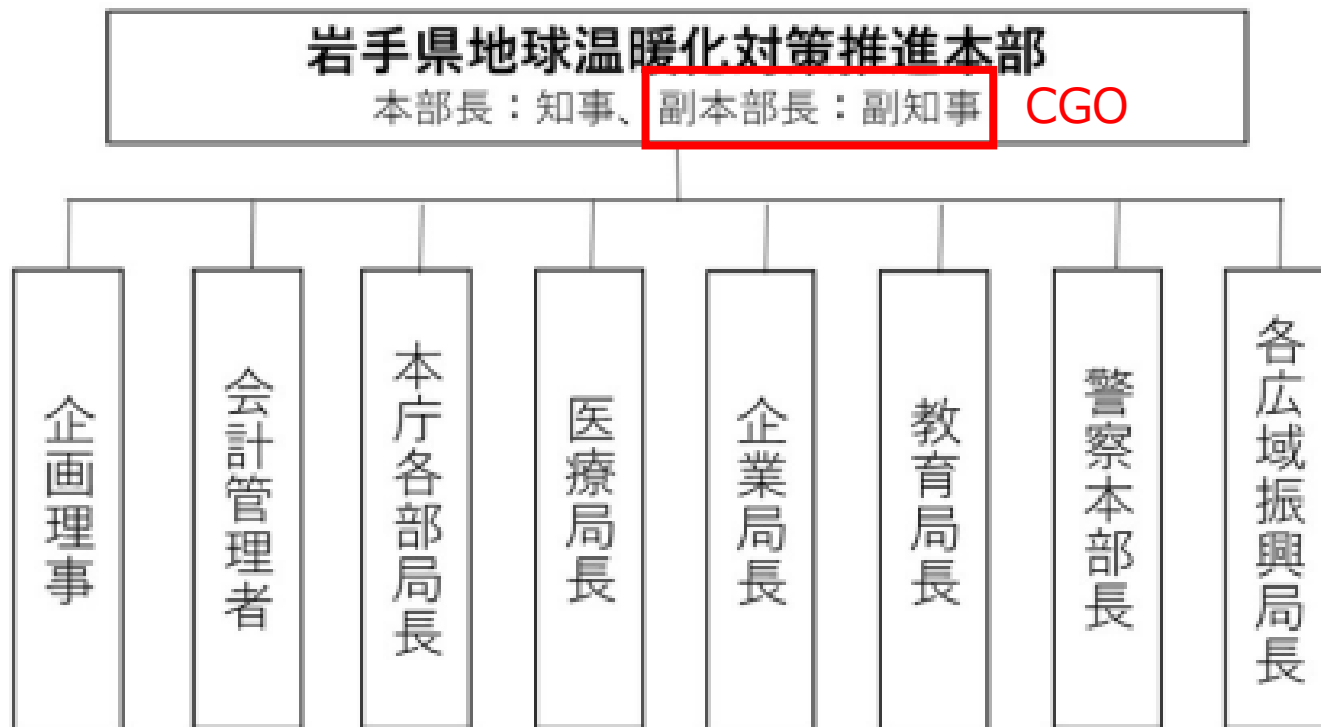 岩手県地球温暖化対策推進本部
本部長：知事、副本部長：副知事 CGO
企画理事
会計管理者
本庁各部局長
医療局長
企業局長
教育局長
警察本部長
各広域振興局長